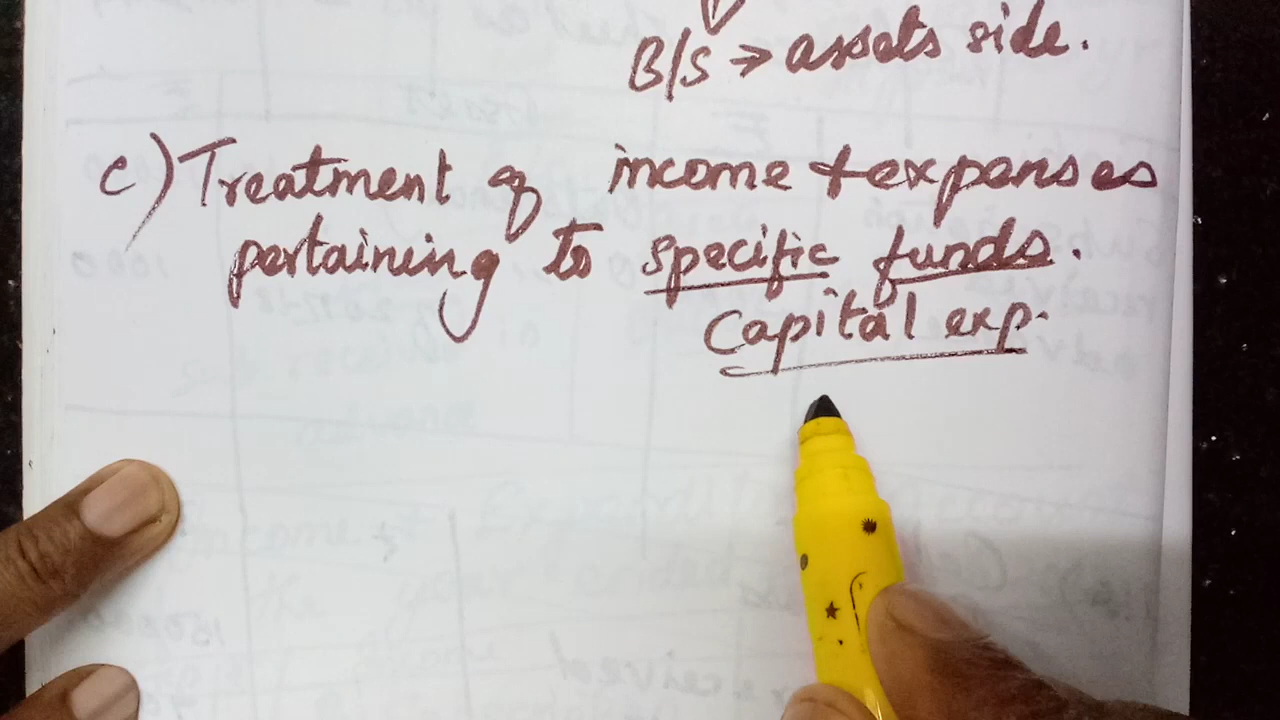 B/S → assets side.
c) Treatment of income & expenses
pertaining to specific funds.
Capital exp.